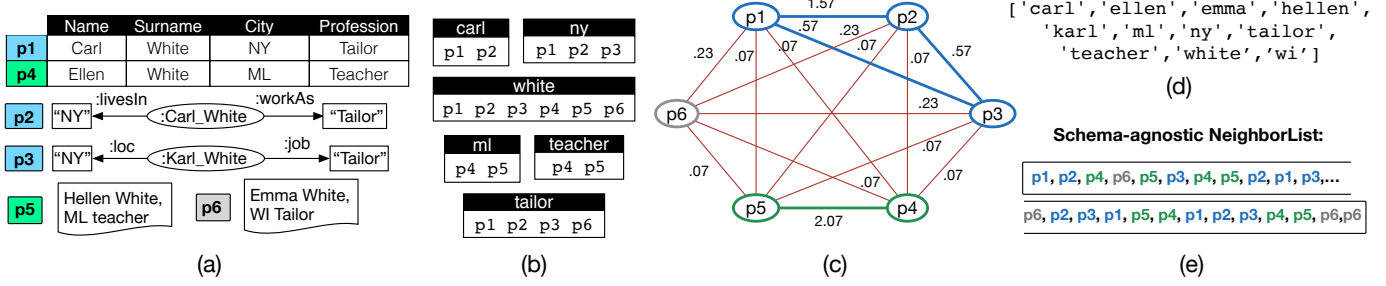 Name Surname City Profession
p1 Carl White NY Tailor
p4 Ellen White ML Teacher
p2 "NY" :livesIn :Carl_White :workAs "Tailor"
p3 "NY" :loc :Karl_White :job "Tailor"
p5 Hellen White,
ML teacher
p6 Emma White,
WI Tailor
(a)
carl
p1 p2
ny
p1 p2 p3
white
p1 p2 p3 p4 p5 p6
ml
p4 p5
teacher
p4 p5
tailor
p1 p2 p3 p6
(b)
p1 1.57 p2
.57 .23 .57
.23 .07 .07 .07
p6 .23 p3
.07 .07 .07 .07
p5 2.07 p4
(c)
['carl','ellen','emma','hellen',
'karl','ml','ny','tailor',
'teacher','white','wi']
(d)
Schema-agnostic NeighborList:
p1, p2, p4, p6, p5, p3, p4, p5, p2, p1, p3,...
p6, p2, p3, p1, p5, p4, p1, p2, p3, p4, p5, p6,p6
(e)